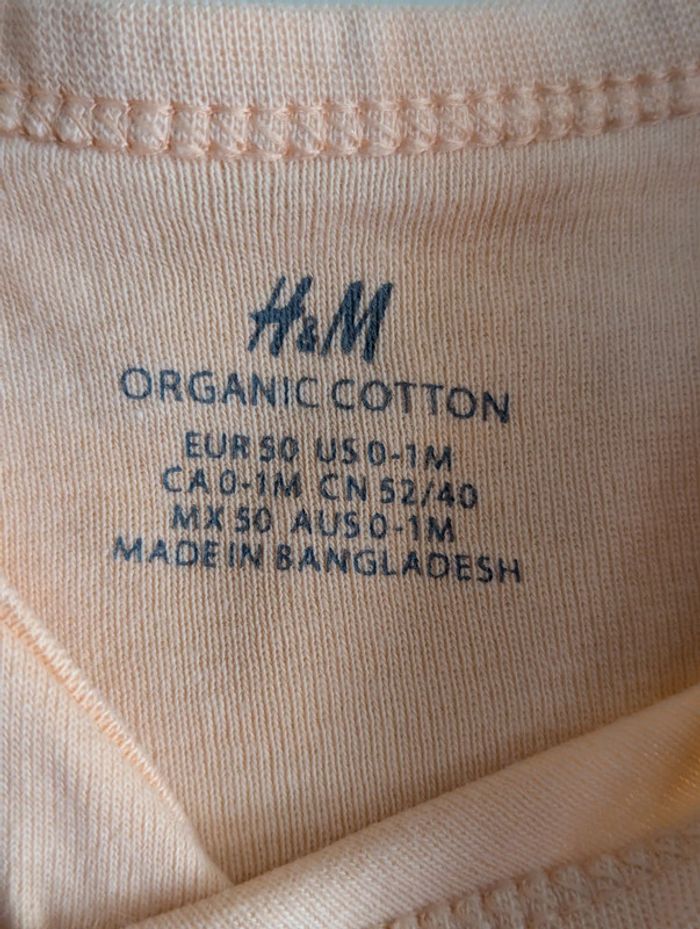 H&M
ORGANIC COTTON
EUR 50 US 0-1M
CA 0-1M CN 52/40
MX 50 AUS 0-1M
MADE IN BANGLADESH